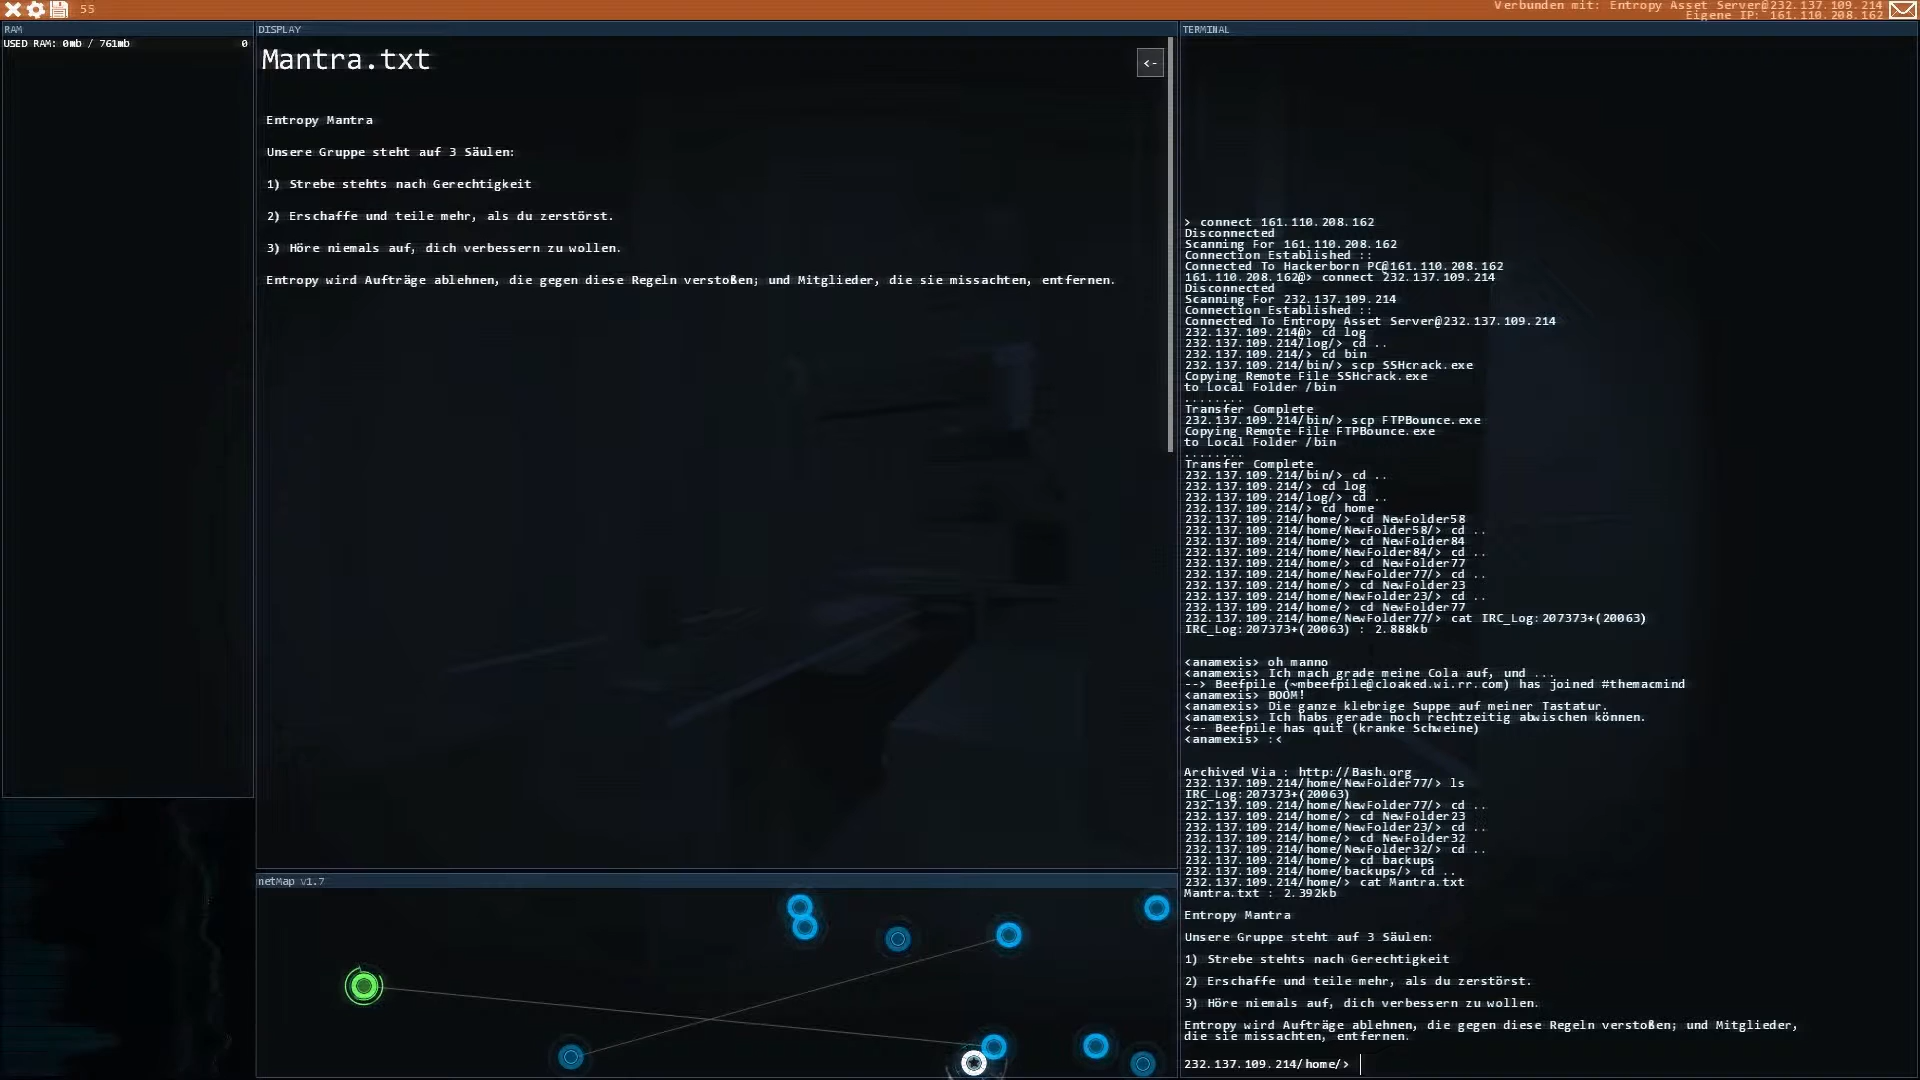 55
Verbunden mit: Entropy Asset Server@232.137.109.214
Eigene IP: 161.110.208.162
RAM
USED RAM: 0mb / 761mb 0
DISPLAY
Mantra.txt
<-
Entropy Mantra
Unsere Gruppe steht auf 3 Säulen:
1) Strebe stehts nach Gerechtigkeit
2) Erschaffe und teile mehr, als du zerstörst.
3) Höre niemals auf, dich verbessern zu wollen.
Entropy wird Aufträge ablehnen, die gegen diese Regeln verstoßen; und Mitglieder, die sie missachten, entfernen.
netMap v1.7
TERMINAL
> connect 161.110.208.162
Disconnected
Scanning For 161.110.208.162
Connection Established ::
Connected To Hackerborn PC@161.110.208.162
161.110.208.162@> connect 232.137.109.214
Disconnected
Scanning For 232.137.109.214
Connection Established ::
Connected To Entropy Asset Server@232.137.109.214
232.137.109.214@> cd log
232.137.109.214/log/> cd ..
232.137.109.214/> cd bin
232.137.109.214/bin/> scp SSHcrack.exe
Copying Remote File SSHcrack.exe
to Local Folder /bin
........
Transfer Complete
232.137.109.214/bin/> scp FTPBounce.exe
Copying Remote File FTPBounce.exe
to Local Folder /bin
........
Transfer Complete
232.137.109.214/bin/> cd ..
232.137.109.214/> cd log
232.137.109.214/log/> cd ..
232.137.109.214/> cd home
232.137.109.214/home/> cd NewFolder58
232.137.109.214/home/NewFolder58/> cd ..
232.137.109.214/home/> cd NewFolder84
232.137.109.214/home/NewFolder84/> cd ..
232.137.109.214/home/> cd NewFolder77
232.137.109.214/home/NewFolder77/> cd ..
232.137.109.214/home/> cd NewFolder23
232.137.109.214/home/NewFolder23/> cd ..
232.137.109.214/home/> cd NewFolder77
232.137.109.214/home/NewFolder77/> cat IRC_Log:207373+(20063)
IRC_Log:207373+(20063) : 2.888kb
<anamexis> oh manno
<anamexis> Ich mach grade meine Cola auf, und ...
--> Beefpile (~mbeefpile@cloaked.wi.rr.com) has joined #themacmind
<anamexis> BOOM!
<anamexis> Die ganze klebrige Suppe auf meiner Tastatur.
<anamexis> Ich habs gerade noch rechtzeitig abwischen können.
<-- Beefpile has quit (kranke Schweine)
<anamexis> :<
Archived Via : http://Bash.org
232.137.109.214/home/NewFolder77/> ls
IRC_Log:207373+(20063)
232.137.109.214/home/NewFolder77/> cd ..
232.137.109.214/home/> cd NewFolder23
232.137.109.214/home/NewFolder23/> cd ..
232.137.109.214/home/> cd NewFolder32
232.137.109.214/home/NewFolder32/> cd ..
232.137.109.214/home/> cd backups
232.137.109.214/home/backups/> cd ..
232.137.109.214/home/> cat Mantra.txt
Mantra.txt : 2.392kb
Entropy Mantra
Unsere Gruppe steht auf 3 Säulen:
1) Strebe stehts nach Gerechtigkeit
2) Erschaffe und teile mehr, als du zerstörst.
3) Höre niemals auf, dich verbessern zu wollen.
Entropy wird Aufträge ablehnen, die gegen diese Regeln verstoßen; und Mitglieder,
die sie missachten, entfernen.
232.137.109.214/home/>